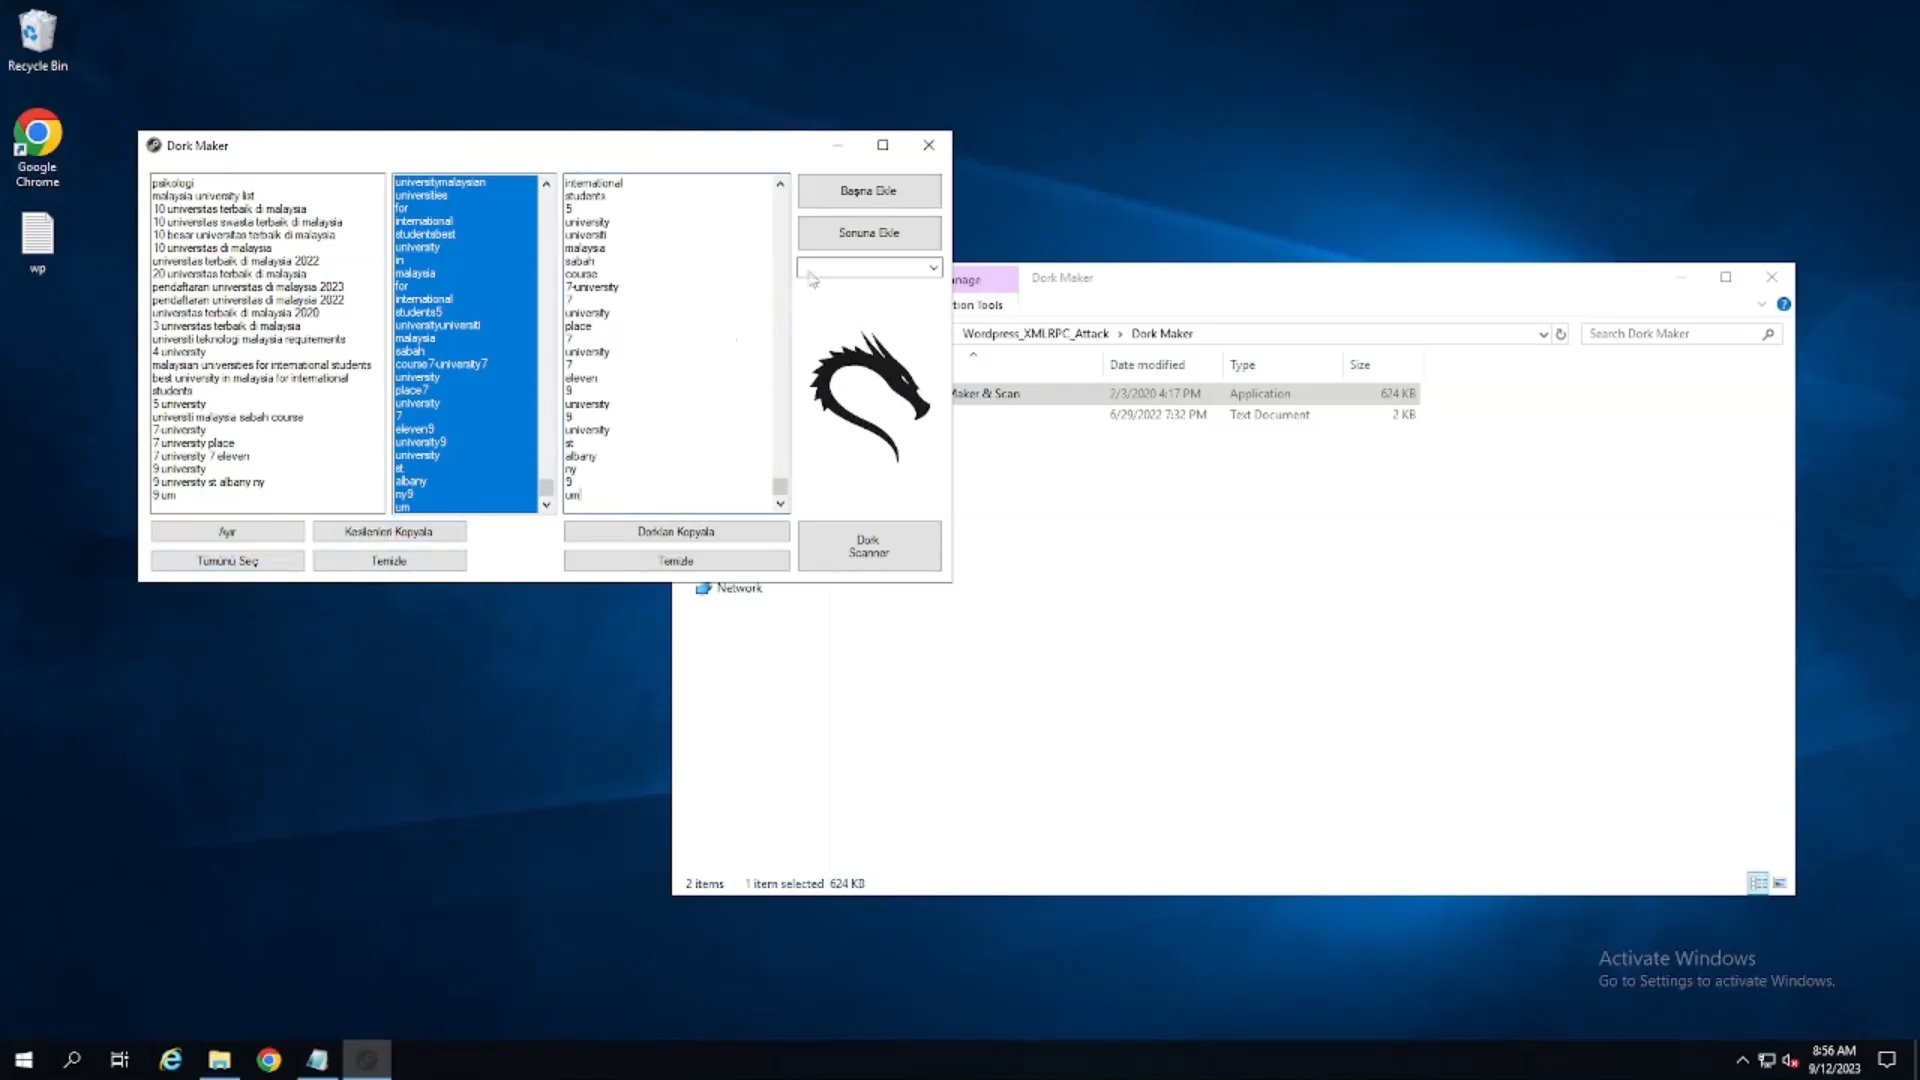 Recycle Bin
Google
Chrome
wp
Dork Maker
psikologi
malaysia university list
10 universitas terbaik di malaysia
10 universitas swasta terbaik di malaysia
10 besar universitas terbaik di malaysia
10 universitas di malaysia
universitas terbaik di malaysia 2022
20 universitas terbaik di malaysia
pendaftaran universitas di malaysia 2023
pendaftaran universitas di malaysia 2022
universitas terbaik di malaysia 2020
3 universitas terbaik di malaysia
universiti teknologi malaysia requirements
4 university
malaysian universities for international students
best university in malaysia for international
students
5 university
universiti malaysia sabah course
7-university
7 university place
7 university 7 eleven
9 university
9 university st albany ny
9 um
universitymalaysian
universities
for
international
studentsbest
university
in
malaysia
for
international
students5
universityuniversiti
malaysia
sabah
course7-university7
university
place7
university
7
eleven9
university9
university
st
albany
ny9
um
international
students
5
university
universiti
malaysia
sabah
course
7-university
7
university
place
7
university
7
eleven
9
university
9
university
st
albany
ny
9
um
Başına Ekle
Sonuna Ekle
Ayır
Kesilenleri Kopyala
Dorkları Kopyala
Dork
Scanner
Tümünü Seç
Temizle
Temizle
anage
Dork Maker
tion Tools
Wordpress_XMLRPC_Attack › Dork Maker
Search Dork Maker
Date modified
Type
Size
Maker & Scan
2/3/2020 4:17 PM
Application
624 KB
6/29/2022 7:32 PM
Text Document
2 KB
Network
2 items
1 item selected 624 KB
Activate Windows
Go to Settings to activate Windows.
8:56 AM
9/12/2023